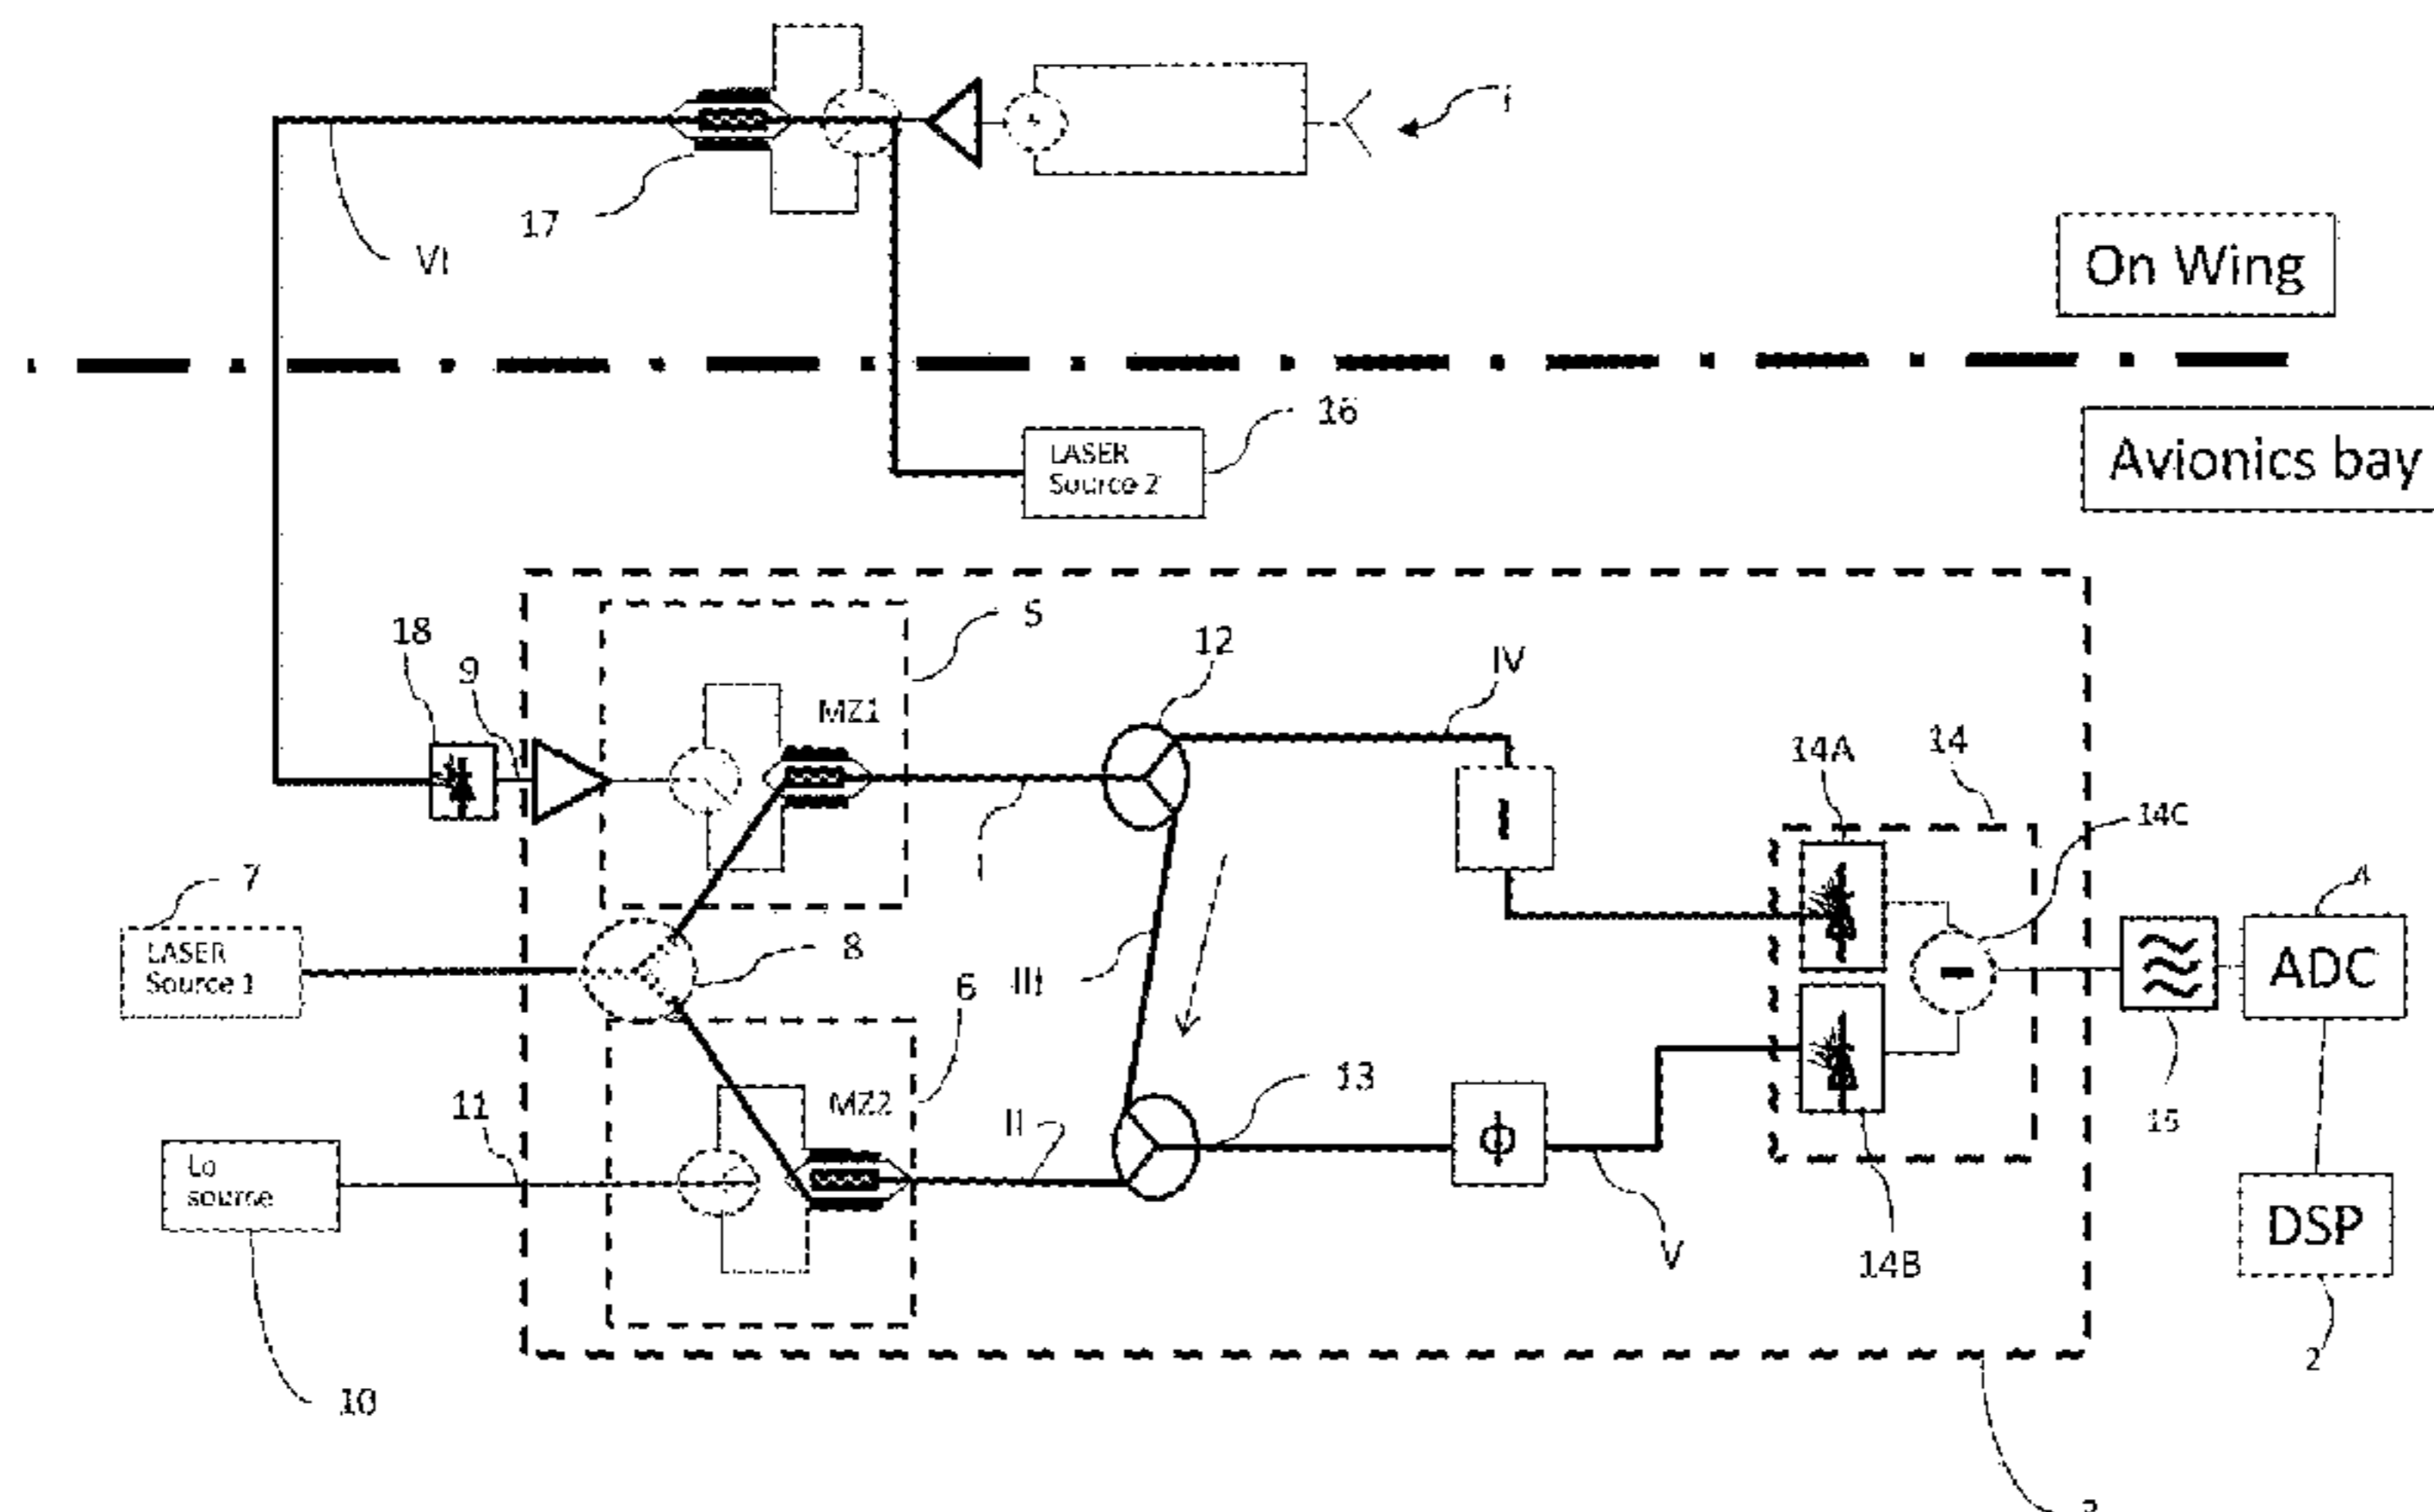 17
VI
On Wing
16
LASER
Source 2
Avionics bay
5
18
9
12
IV
MZ1
14A
14
14C
7
LASER
Source 1
8
I
III
4
ADC
6
11
MZ2
II
13
Φ
15
Lo
source
V
14B
DSP
2
10